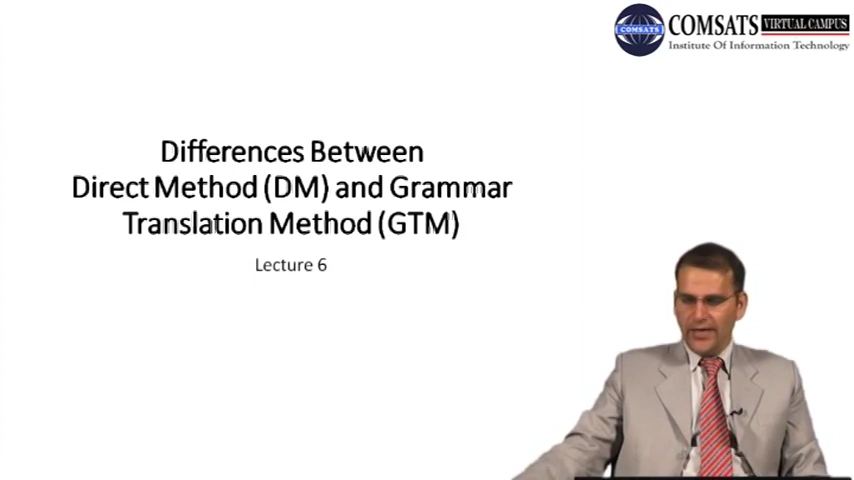 COMSATS VIRTUAL CAMPUS
COMSATS
Institute Of Information Technology
Differences Between
Direct Method (DM) and Grammar
Translation Method (GTM)
Lecture 6